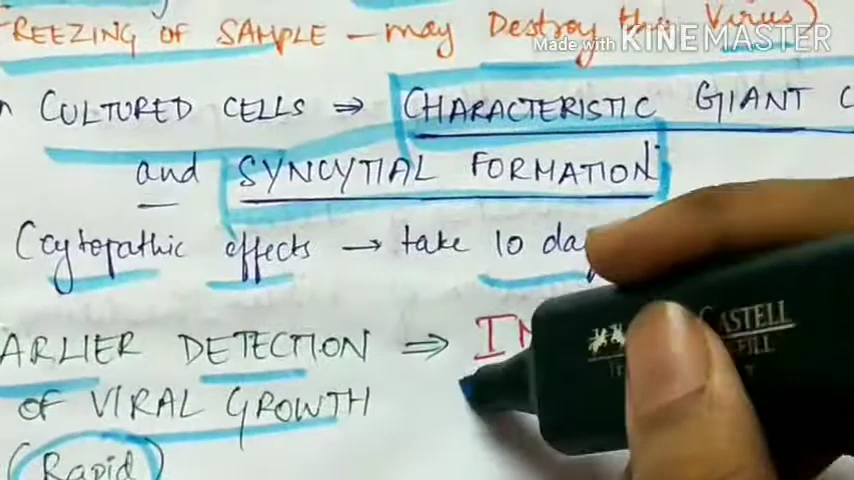 FREEZING OF SAMPLE - may Destroy the Virus)
Made with KINEMASTER
CULTURED CELLS ⇒ CHARACTERISTIC GIANT C
and SYNCYTIAL FORMATION
(cytopathic effects → take 10 day
ARLIER DETECTION ⇒ IN
OF VIRAL GROWTH
CASTELL
(Rapid)